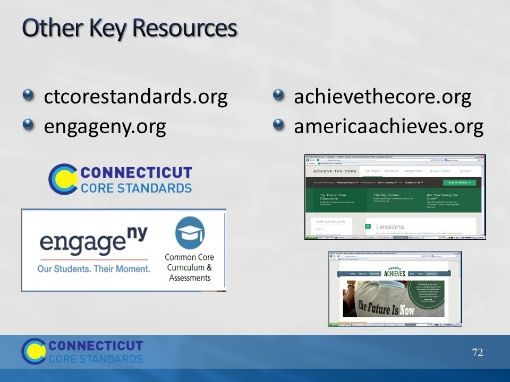 Other Key Resources
ctcorestandards.org
engageny.org
achievethecore.org
americaachieves.org
CONNECTICUT
CORE STANDARDS
engageny
Our Students. Their Moment.
Common Core
Curriculum &
Assessments
ACHIEVE THE CORE
Lessons
ACHIEVES
the Future Is Now
CONNECTICUT
CORE STANDARDS
72